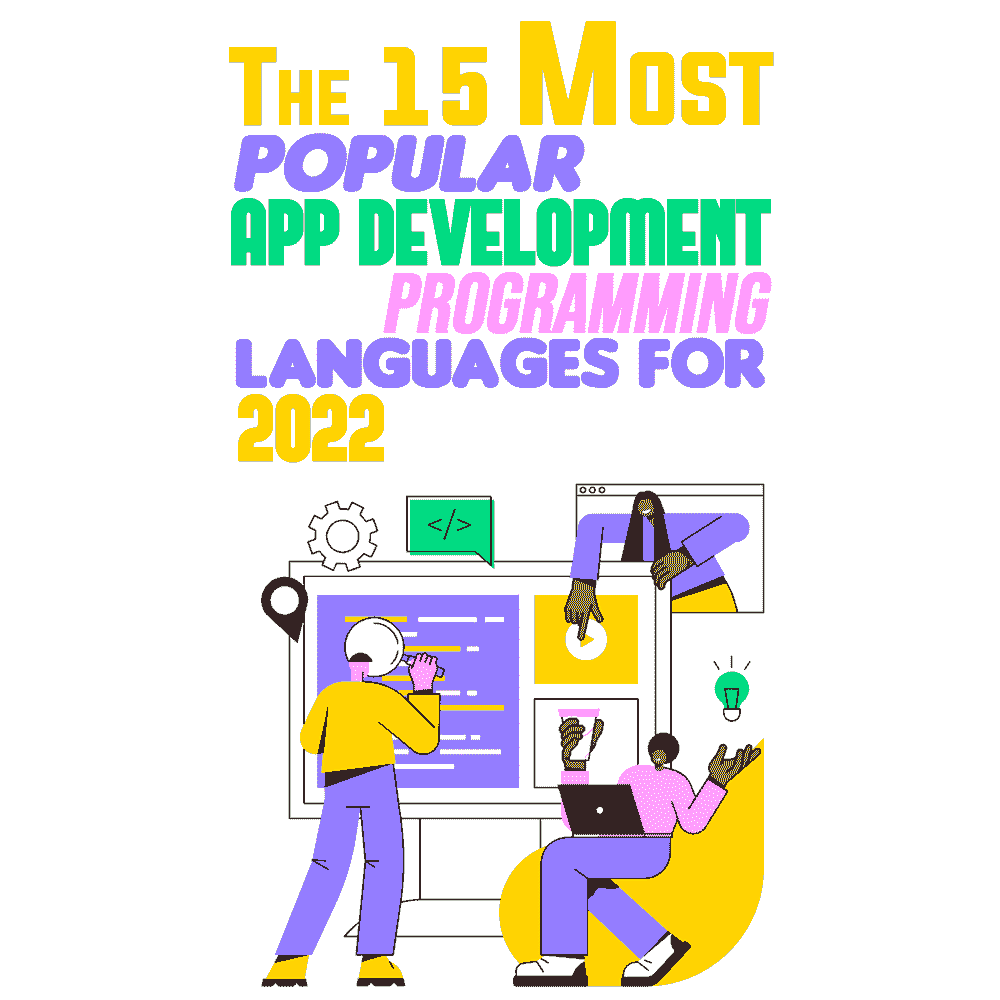 The 15 Most
POPULAR
APP DEVELOPMENT
PROGRAMMING
LANGUAGES FOR
2022
</>